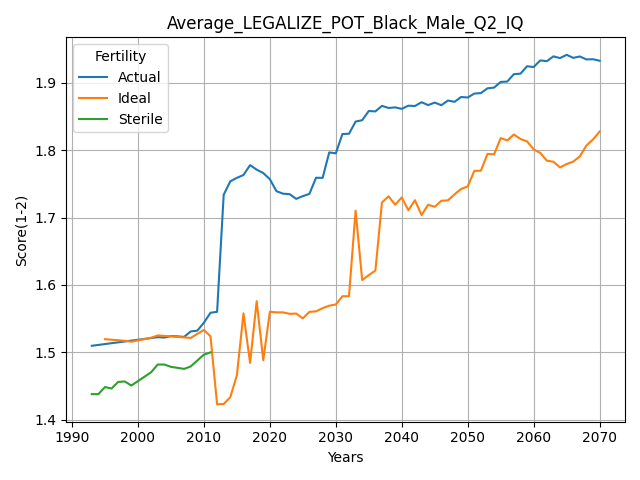 Average_LEGALIZE_POT_Black_Male_Q2_IQ
Fertility
Actual
Ideal
Sterile
Score(1-2)
1.9
1.8
1.7
1.6
1.5
1.4
1990 2000 2010 2020 2030 2040 2050 2060 2070
Years